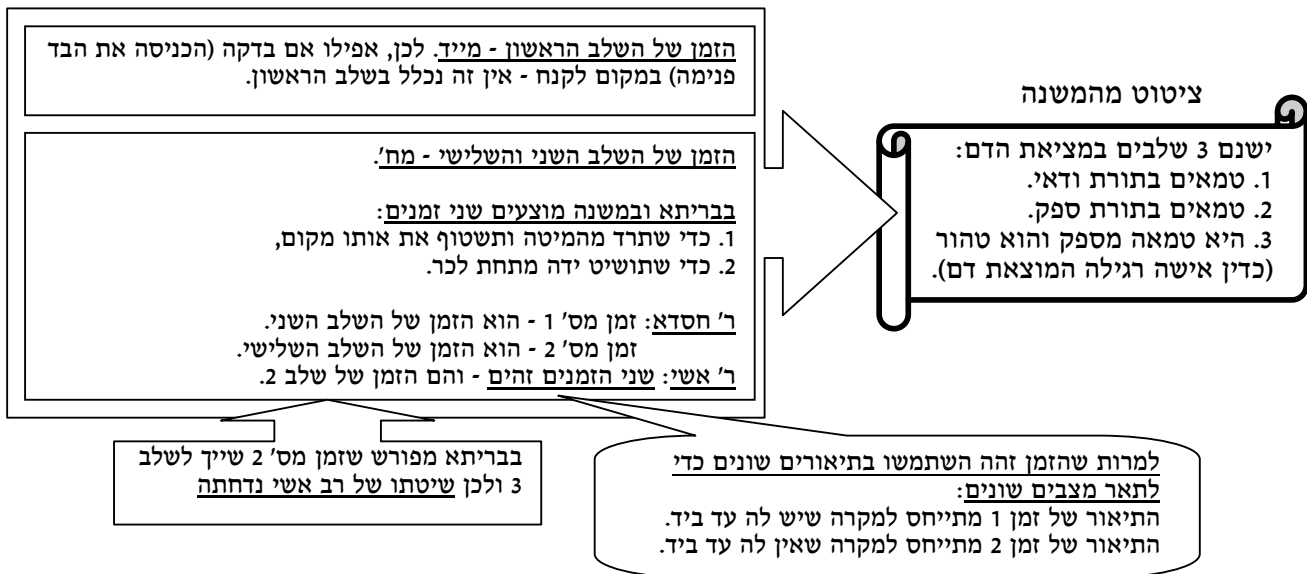 ציטוט מהמשנה
ישנם 3 שלבים במציאת הדם:
1. טמאים בתורת ודאי.
2. טמאים בתורת ספק.
3. היא טמאה מספק והוא טהור
(כדין אישה רגילה המוצאת דם).
הזמן של השלב הראשון - מייד. לכן, אפילו אם בדקה (הכניסה את הבד
פנימה) במקום לקנח - אין זה נכלל בשלב הראשון.
הזמן של השלב השני והשלישי - מח'.
בבריתא ובמשנה מוצעים שני זמנים:
1. כדי שתרד מהמיטה ותשטוף את אותו מקום,
2. כדי שתושיט ידה מתחת לכר.
ר' חסדא: זמן מס' 1 - הוא הזמן של השלב השני.
זמן מס' 2 - הוא הזמן של השלב השלישי.
ר' אשי: שני הזמנים זהים - והם הזמן של שלב 2.
למרות שהזמן זהה השתמשו בתיאורים שונים כדי
לתאר מצבים שונים:
התיאור של זמן 1 מתייחס למקרה שיש לה עד ביד.
התיאור של זמן 2 מתייחס למקרה שאין לה עד ביד.
בבריתא מפורש שזמן מס' 2 שייך לשלב
3 ולכן שיטתו של רב אשי נדחתה